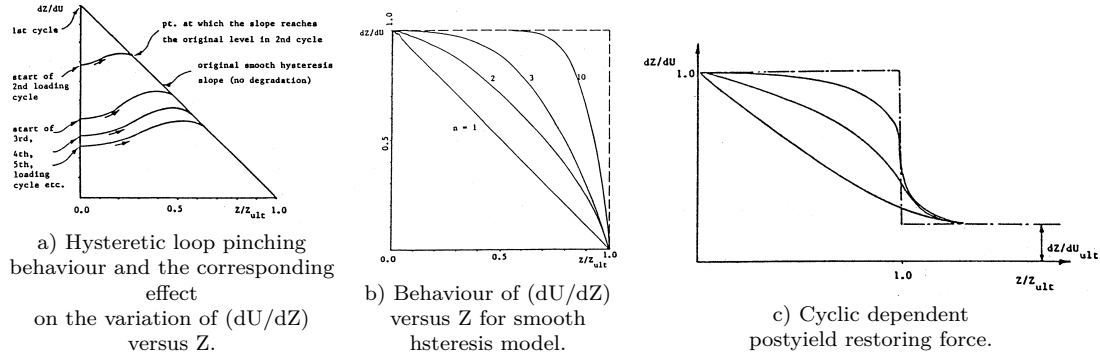 dZ/dU
1st cycle
pt. at which the slope reaches
the original level in 2nd cycle
original smooth hysteresis
slope (no degradation)
start of
2nd loading
cycle
start of
3rd,
4th,
5th,
loading
cycle etc.
0.0
0.5
Z/Zult
1.0
a) Hysteretic loop pinching
behaviour and the corresponding
effect
on the variation of (dU/dZ)
versus Z.
1.0
dZ/dU
2
3
10
n = 1
0.5
0.0
0.5
1.0
Z/Zult
b) Behaviour of (dU/dZ)
versus Z for smooth
hsteresis model.
dZ/dU
1.0
dZ/dUult
1.0
Z/Zult
c) Cyclic dependent
postyield restoring force.